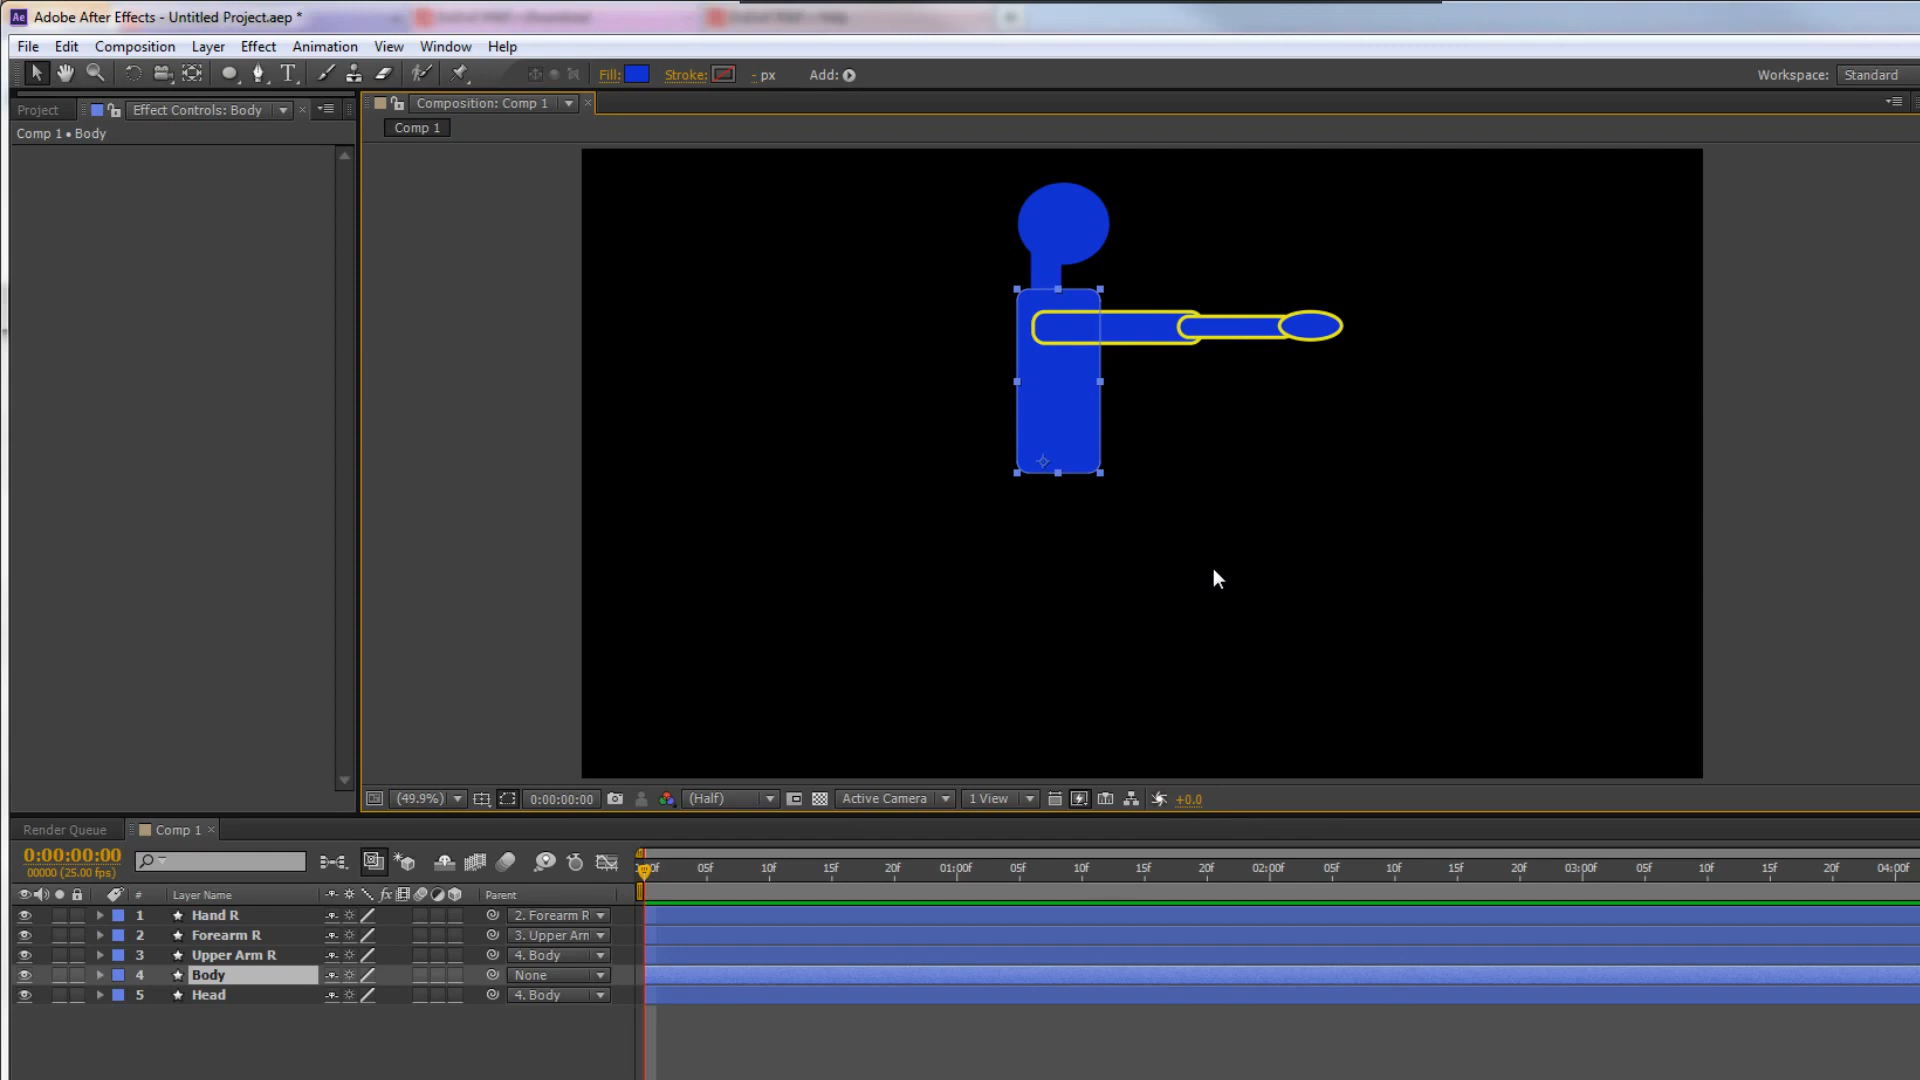 Ae Adobe After Effects - Untitled Project.aep *
File Edit Composition Layer Effect Animation View Window Help
T Fill: Stroke: - px Add: Workspace: Standard
Project Effect Controls: Body × Composition: Comp 1 ×
Comp 1 • Body
Comp 1
(49.9%) 0:00:00:00 (Half) Active Camera 1 View +0.0
Render Queue Comp 1 ×
0:00:00:00
00000 (25.00 fps)
05f 10f 15f 20f 01:00f 05f 10f 15f 20f 02:00f 05f 10f 15f 20f 03:00f 05f 10f 15f 20f 04:00f
# Layer Name fx Parent
1 Hand R 2. Forearm R
2 Forearm R 3. Upper Arm
3 Upper Arm R 4. Body
4 Body None
5 Head 4. Body